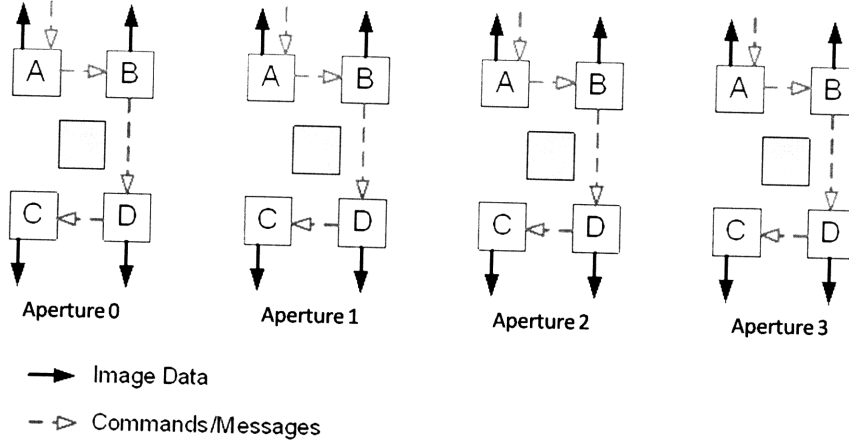 A B A B A B A B
C D C D C D C D
Aperture 0 Aperture 1 Aperture 2 Aperture 3
Image Data
Commands/Messages